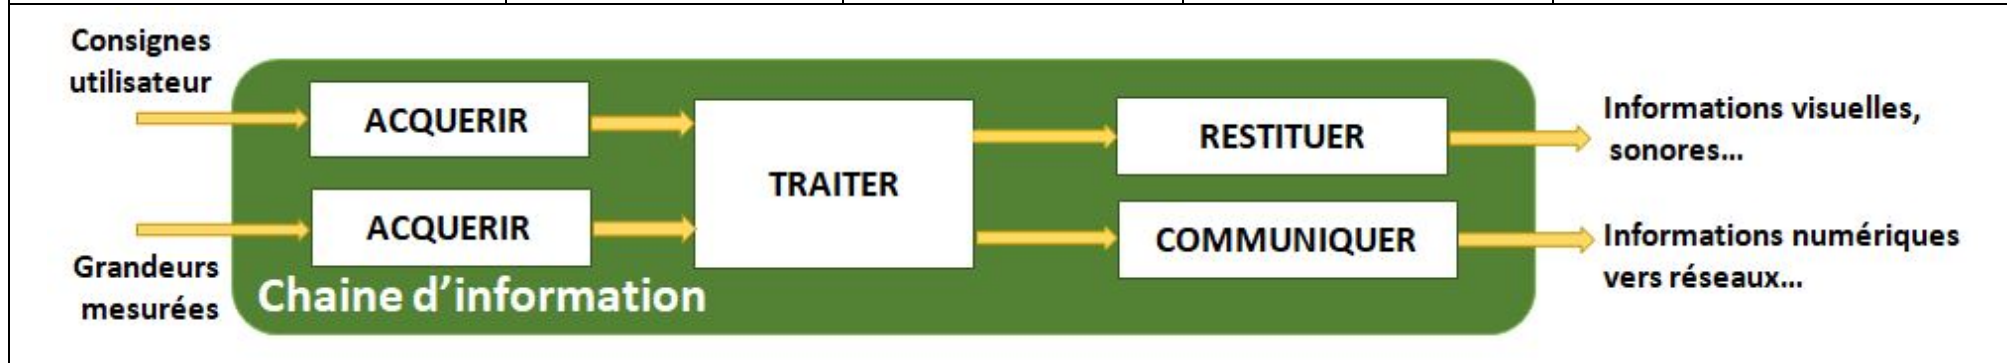 Consignes
utilisateur
ACQUERIR
ACQUERIR
Grandeurs
mesurées
Chaine d'information
TRAITER
RESTITUER
COMMUNIQUER
Informations visuelles,
sonores...
Informations numériques
vers réseaux...